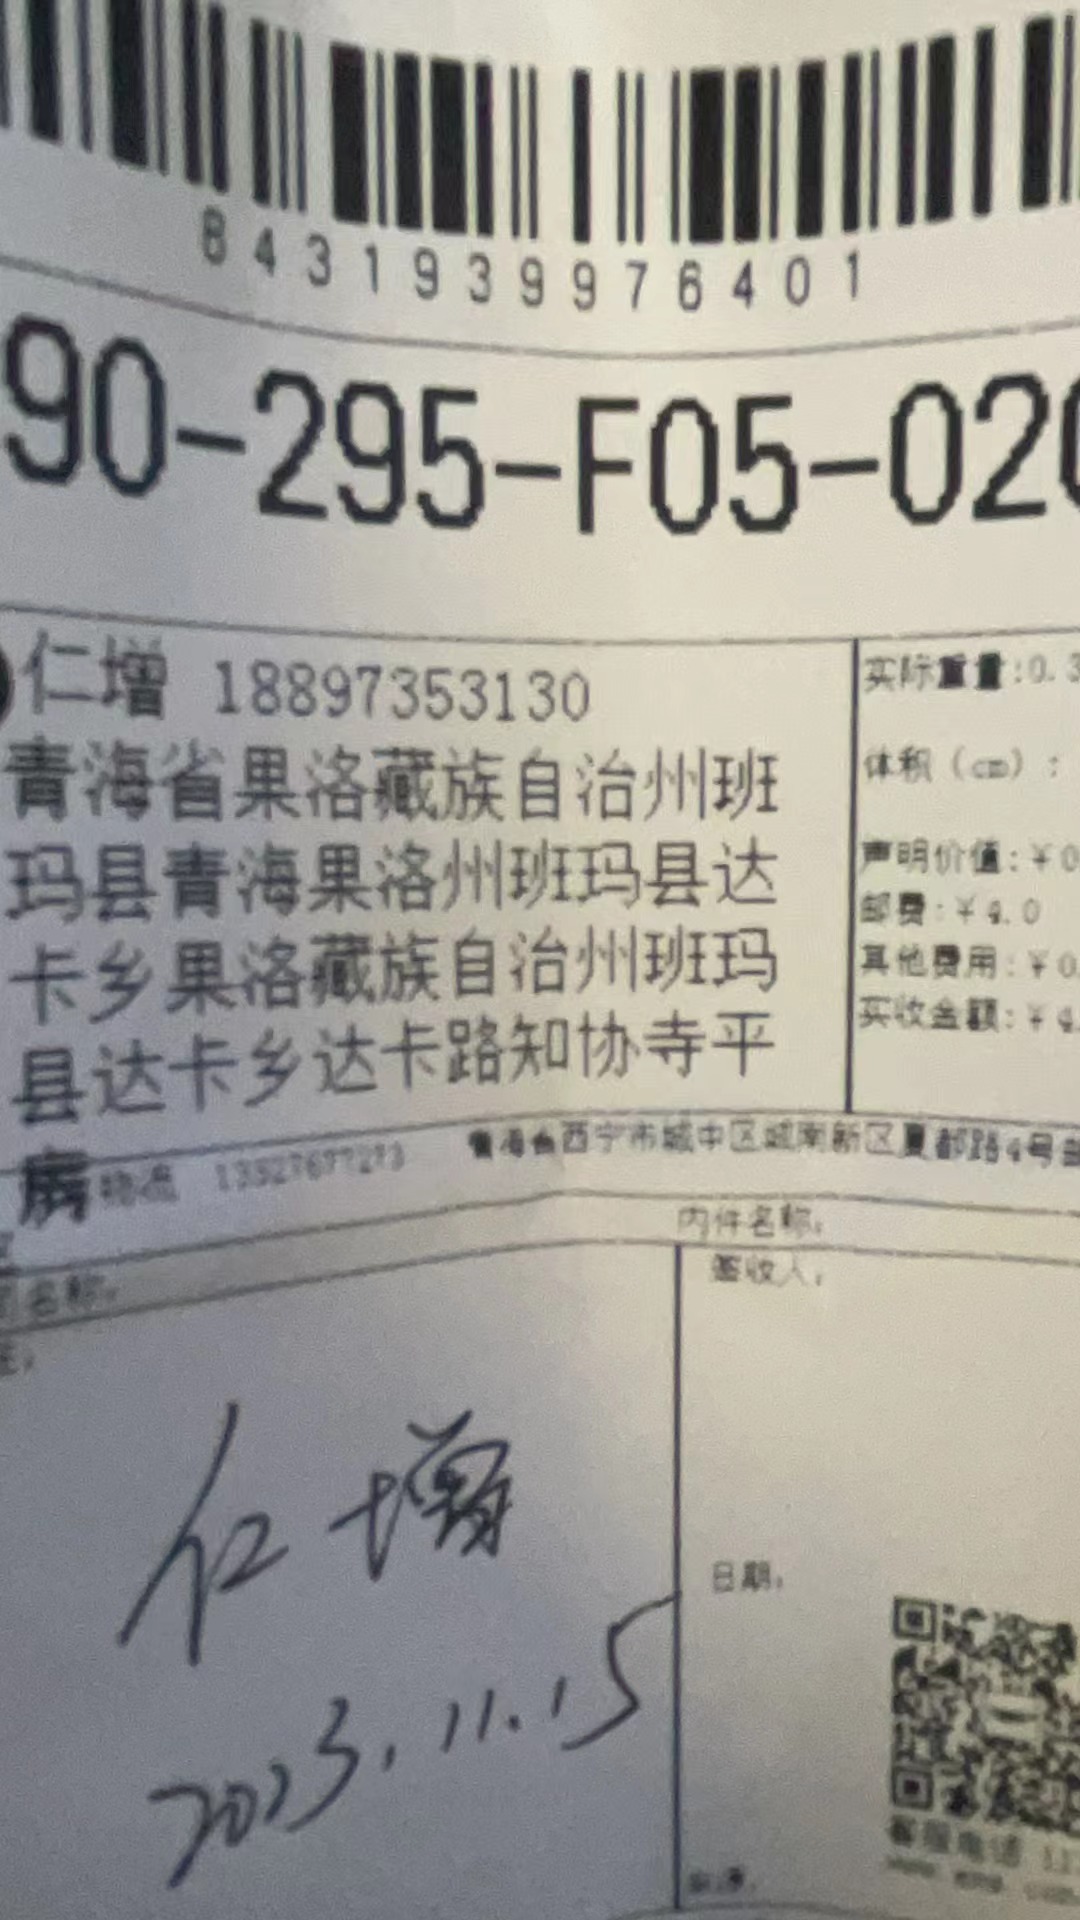 8431939976401
90-295-F05-020
仁增 18897353130
青海省果洛藏族自治州班
玛县青海果洛州班玛县达
卡乡果洛藏族自治州班玛
县达卡乡达卡路知协寺平
房
实际重量:0.3
体积（cm）:
声明价值:¥0
邮费:¥4.0
其他费用:¥0.
实收金额:¥4.
物流
青海省西宁市城中区城南新区夏都路4号
内件名称:
名称:
签收人:
仁增
2023.11.15
日期:
客服电话 11